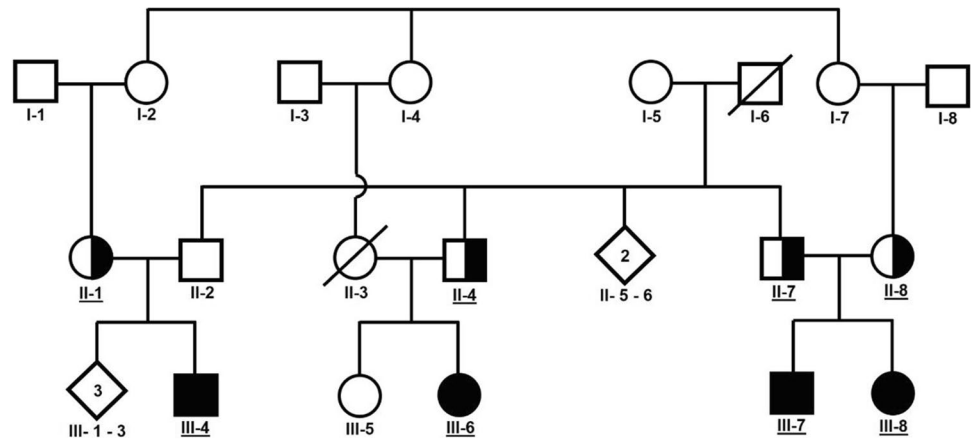 I-1 I-2 I-3 I-4 I-5 I-6 I-7 I-8
2
II-1 II-2 II-3 II-4 II- 5 - 6 II-7 II-8
3
III- 1 - 3 III-4 III-5 III-6 III-7 III-8